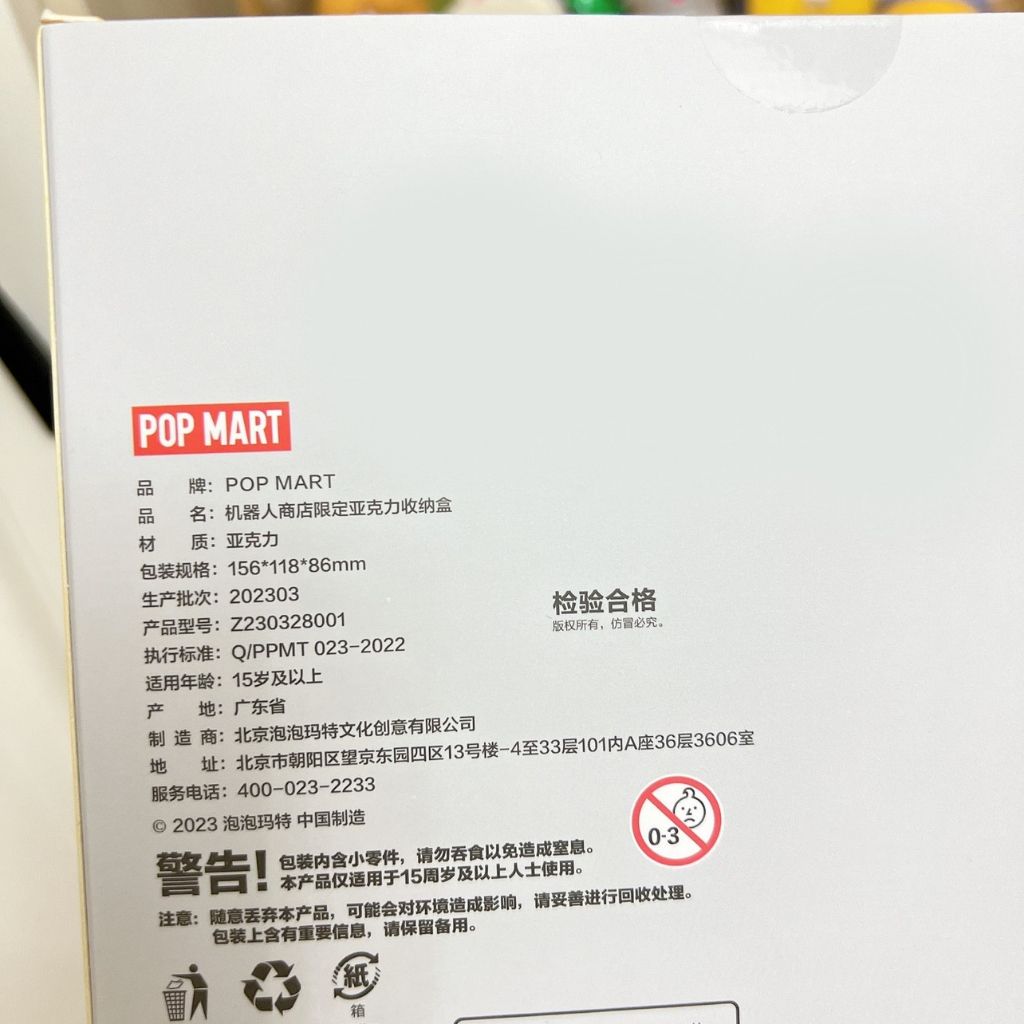 POP MART
品 牌：POP MART
品 名：机器人商店限定亚克力收纳盒
材 质：亚克力
包装规格：156*118*86mm
生产批次：202303
产品型号：Z230328001
执行标准：Q/PPMT 023-2022
适用年龄：15岁及以上
产 地：广东省
制 造 商：北京泡泡玛特文化创意有限公司
地 址：北京市朝阳区望京东园四区13号楼-4至33层101内A座36层3606室
服务电话：400-023-2233
© 2023 泡泡玛特 中国制造
检验合格
版权所有，仿冒必究。
0-3
警告！包装内含小零件，请勿吞食以免造成窒息。
本产品仅适用于15周岁及以上人士使用。
注意：随意丢弃本产品，可能会对环境造成影响，请妥善进行回收处理。
包装上含有重要信息，请保留备用。
紙
箱